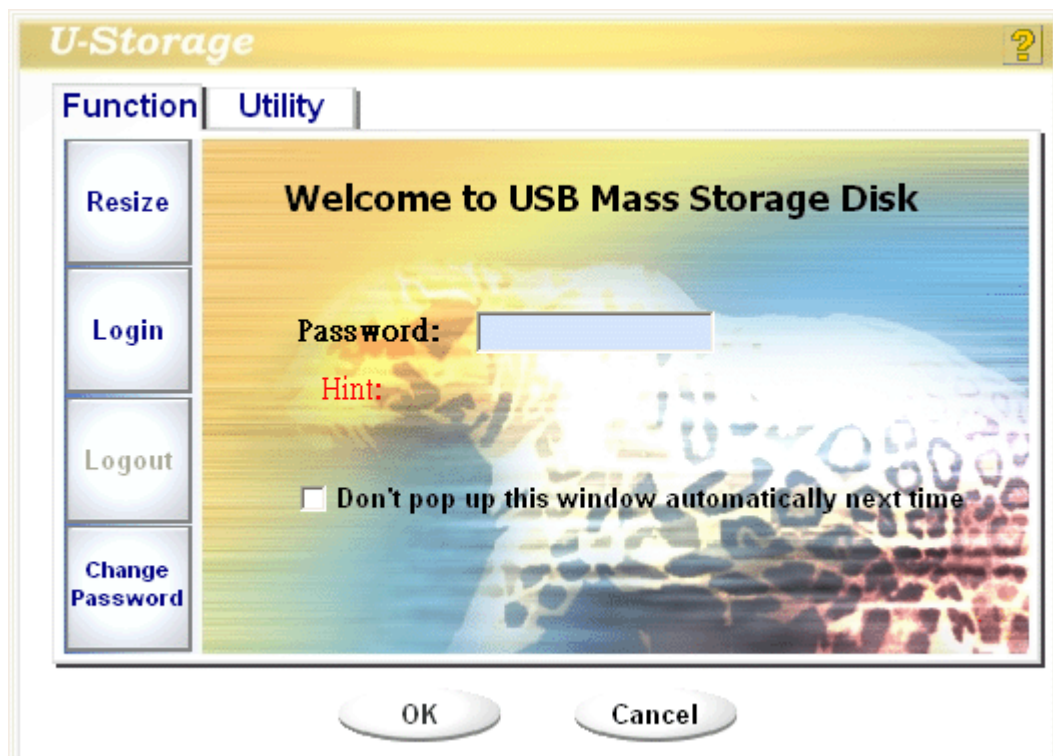 U-Storage
?
Function Utility
Resize
Login
Logout
Change
Password
Welcome to USB Mass Storage Disk
Password:
Hint:
Don't pop up this window automatically next time
OK Cancel